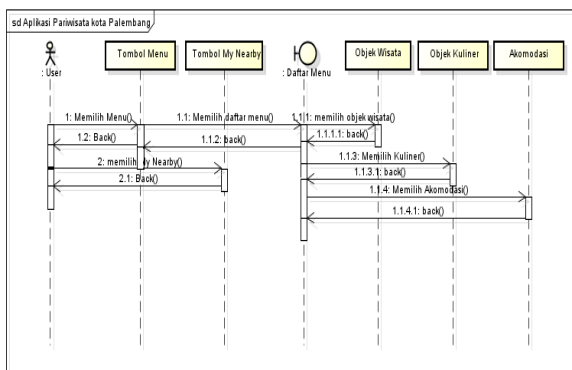 sd Aplikasi Pariwisata kota Palembang
: User
Tombol Menu
Tombol My Nearby
: Daftar Menu
Objek Wisata
Objek Kuliner
Akomodasi
1: Memilih Menu()
1.1: Memilih daftar menu()
1.1.1: memilih objek wisata()
1.1.1.1: back()
1.2: Back()
1.1.2: back()
1.1.3: Memilih Kuliner()
2: memilih My Nearby()
1.1.3.1: back()
2.1: Back()
1.1.4: Memilih Akomodasi()
1.1.4.1: back()